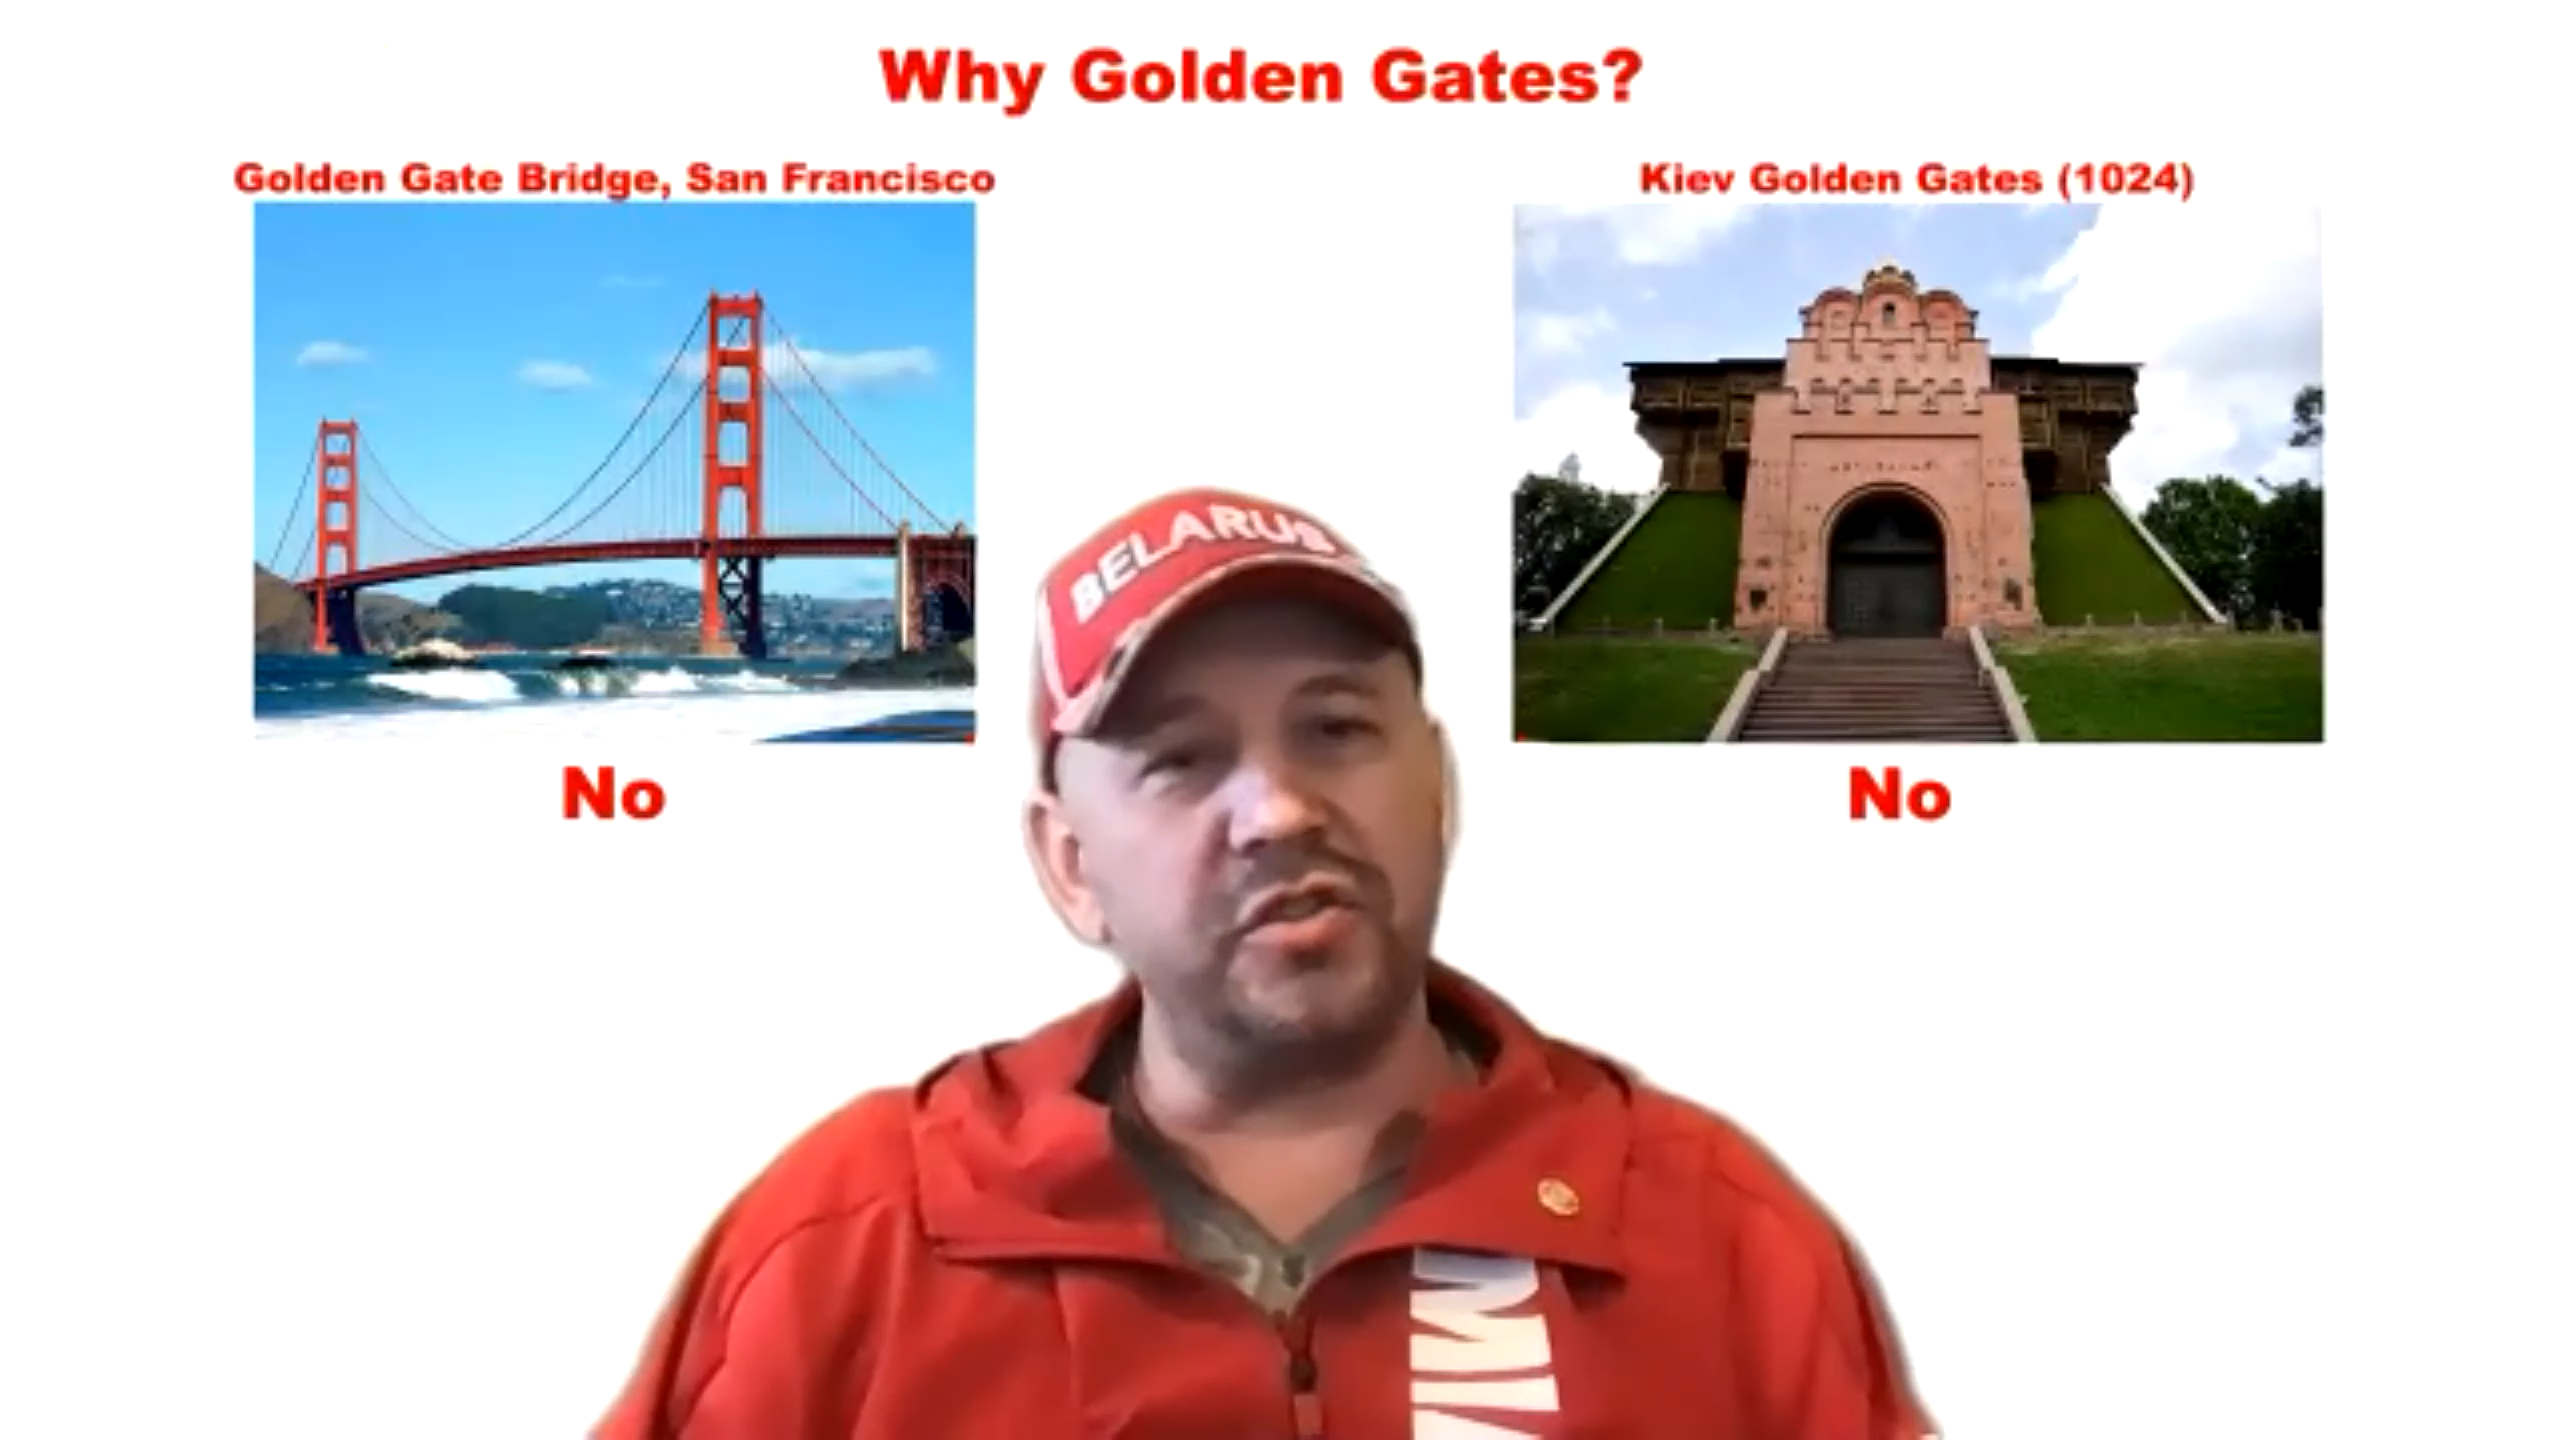 Why Golden Gates?
Golden Gate Bridge, San Francisco
Kiev Golden Gates (1024)
No
No
BELARUS